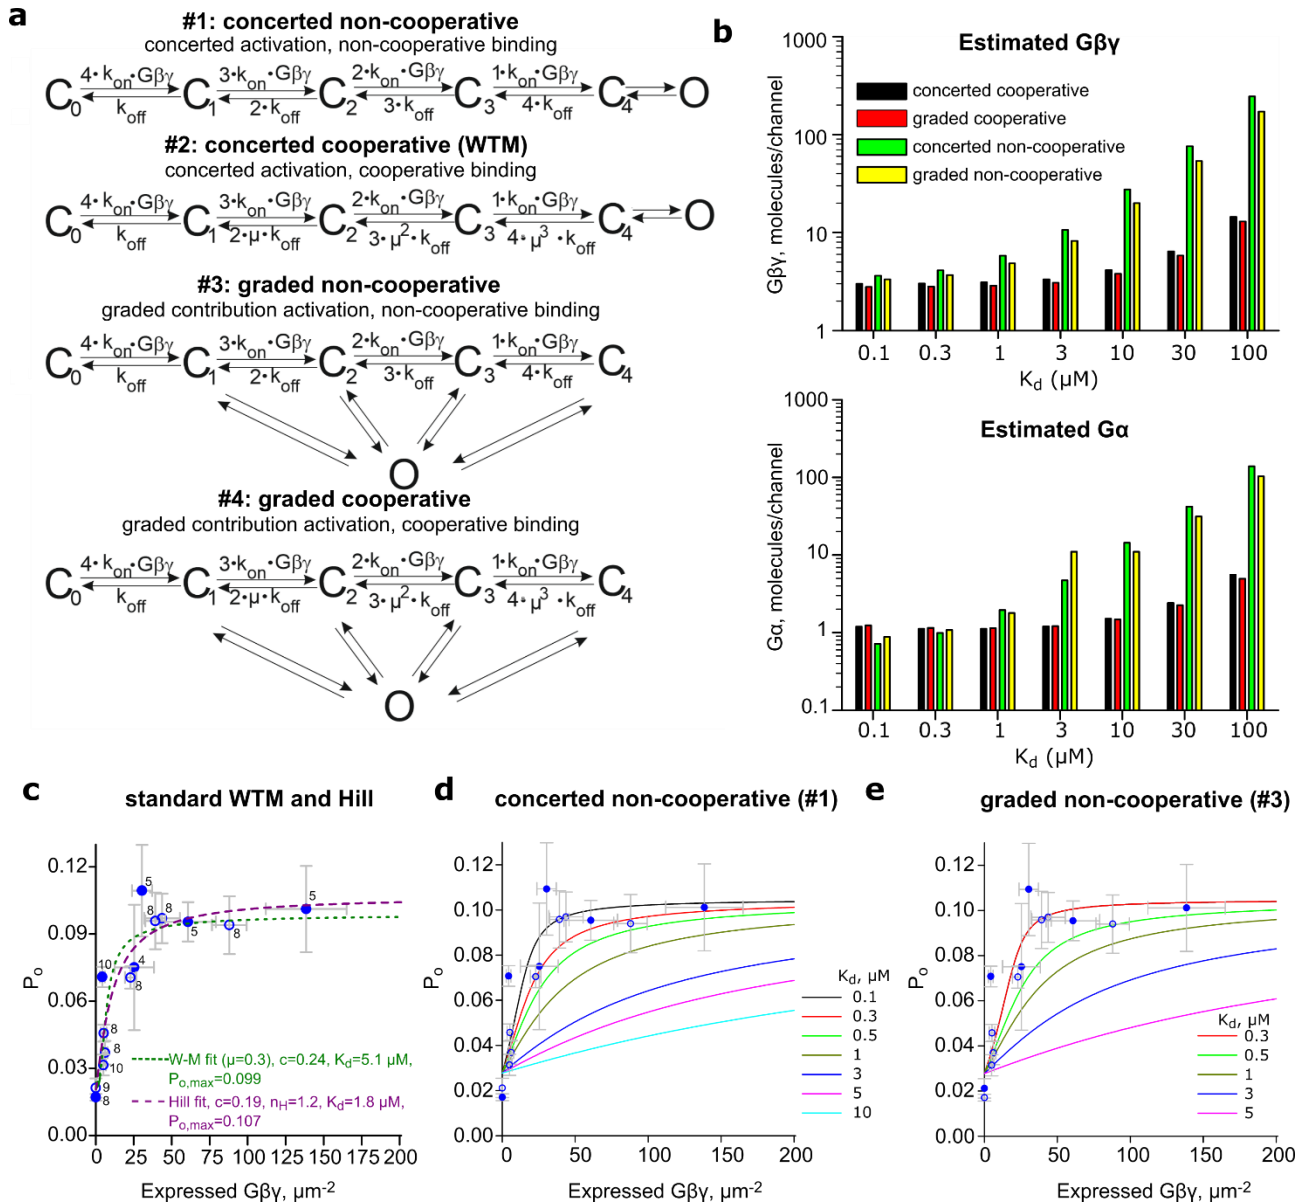 a
#1: concerted non-cooperative
concerted activation, non-cooperative binding
4·kon·Gβγ 3·kon·Gβγ 2·kon·Gβγ 1·kon·Gβγ
C0 C1 C2 C3 C4 O
koff 2·koff 3·koff 4·koff
#2: concerted cooperative (WTM)
concerted activation, cooperative binding
4·kon·Gβγ 3·kon·Gβγ 2·kon·Gβγ 1·kon·Gβγ
C0 C1 C2 C3 C4 O
koff 2·μ·koff 3·μ²·koff 4·μ³·koff
#3: graded non-cooperative
graded contribution activation, non-cooperative binding
4·kon·Gβγ 3·kon·Gβγ 2·kon·Gβγ 1·kon·Gβγ
C0 C1 C2 C3 C4
koff 2·koff 3·koff 4·koff
O
#4: graded cooperative
graded contribution activation, cooperative binding
4·kon·Gβγ 3·kon·Gβγ 2·kon·Gβγ 1·kon·Gβγ
C0 C1 C2 C3 C4
koff 2·μ·koff 3·μ²·koff 4·μ³·koff
O
b
Estimated Gβγ
Gβγ, molecules/channel
1000
100
10
1
concerted cooperative
graded cooperative
concerted non-cooperative
graded non-cooperative
0.1 0.3 1 3 10 30 100
Kd (μM)
Estimated Gα
Gα, molecules/channel
1000
100
10
1
0.1
0.1 0.3 1 3 10 30 100
Kd (μM)
c
standard WTM and Hill
Po
0.12
0.09
0.06
0.03
0.00
5
8
8
5
8
5
10
4
8
8
8
10
9
8
W-M fit (μ=0.3), c=0.24, Kd=5.1 μM,
Po,max=0.099
Hill fit, c=0.19, nH=1.2, Kd=1.8 μM,
Po,max=0.107
0 25 50 75 100 125 150 175 200
Expressed Gβγ, μm-2
d
concerted non-cooperative (#1)
Po
0.12
0.10
0.08
0.06
0.04
0.02
0.00
Kd, μM
0.1
0.3
0.5
1
3
5
10
0 50 100 150 200
Expressed Gβγ, μm-2
e
graded non-cooperative (#3)
Po
0.12
0.10
0.08
0.06
0.04
0.02
0.00
Kd, μM
0.3
0.5
1
3
5
0 50 100 150 200
Expressed Gβγ, μm-2